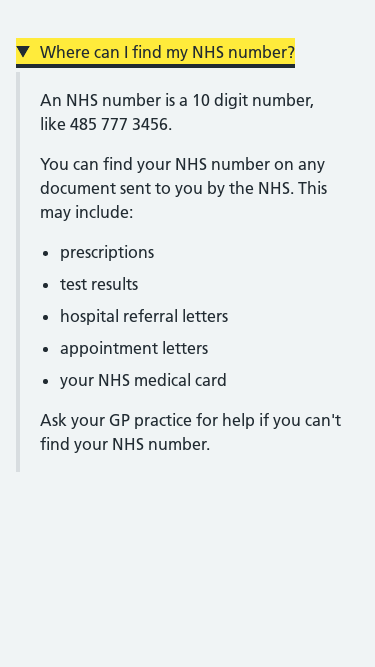 Where can I find my NHS number?
An NHS number is a 10 digit number,
like 485 777 3456.
You can find your NHS number on any
document sent to you by the NHS. This
may include:
• prescriptions
• test results
• hospital referral letters
• appointment letters
• your NHS medical card
Ask your GP practice for help if you can't
find your NHS number.